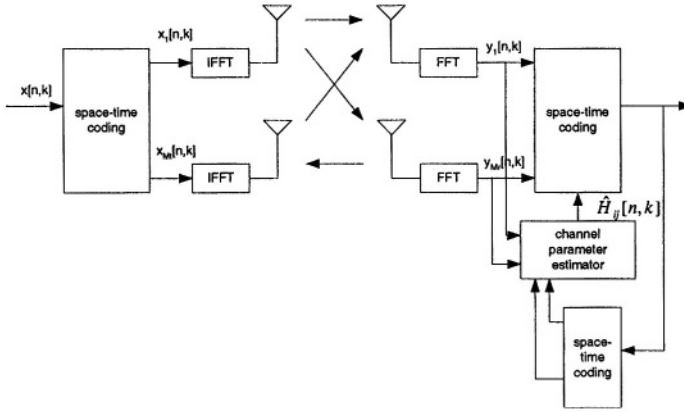 x[n,k]
space-time
coding
x1[n,k]
IFFT
xMt[n,k]
IFFT
FFT
y1[n,k]
FFT
yMr[n,k]
space-time
coding
Ĥij[n,k]
channel
parameter
estimator
space-
time
coding